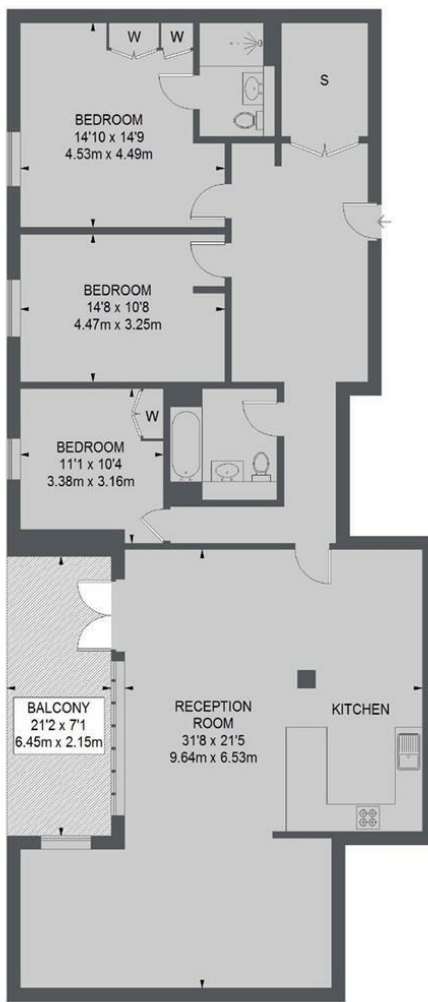 W W
S
BEDROOM
14'10 x 14'9
4.53m x 4.49m
BEDROOM
14'8 x 10'8
4.47m x 3.25m
W
BEDROOM
11'1 x 10'4
3.38m x 3.16m
BALCONY
21'2 x 7'1
6.45m x 2.15m
RECEPTION
ROOM
31'8 x 21'5
9.64m x 6.53m
KITCHEN